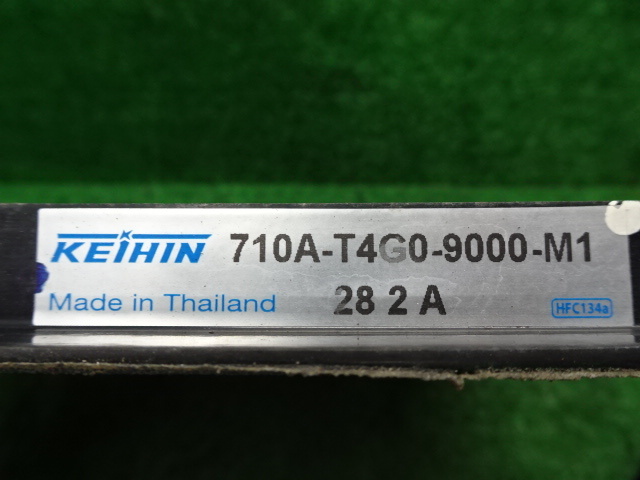 KEIHIN 710A-T4G0-9000-M1
Made in Thailand 28 2 A HFC134a